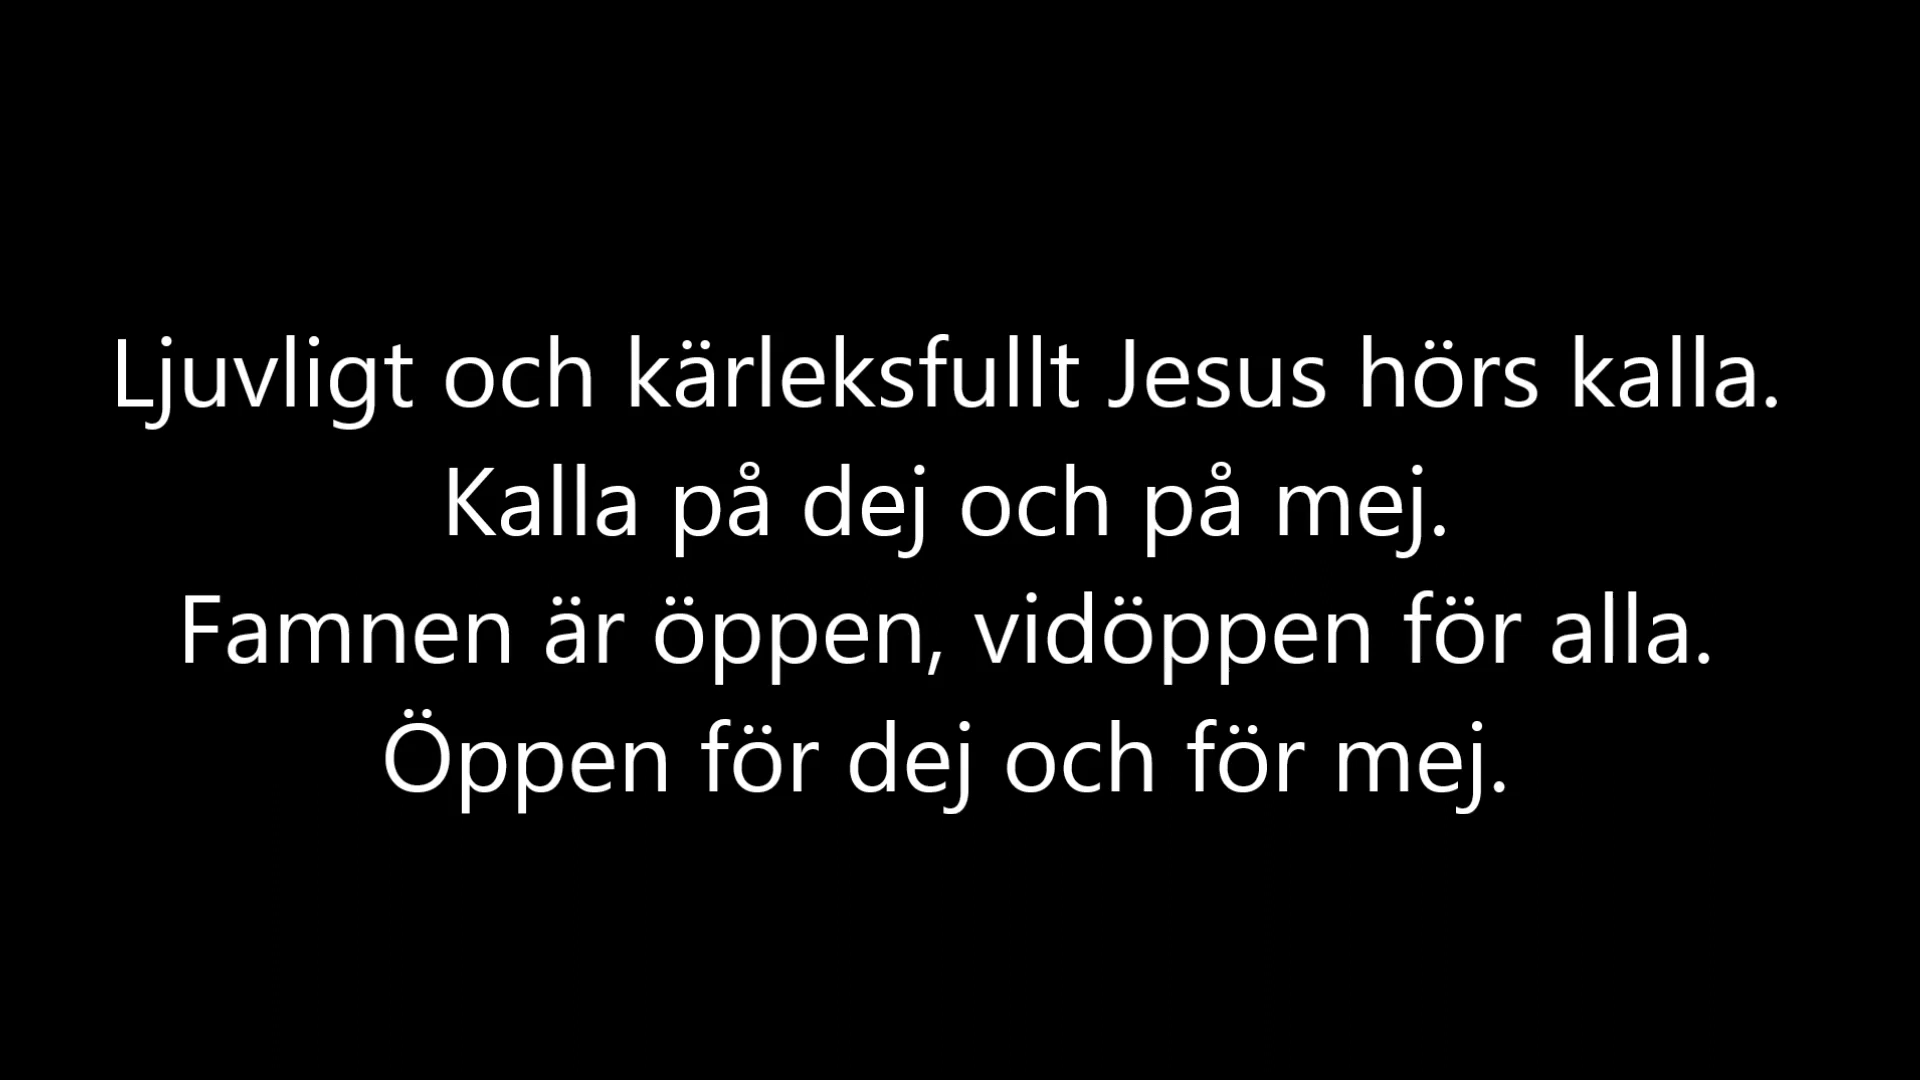 Ljuvligt och kärleksfullt Jesus hörs kalla.
Kalla på dej och på mej.
Famnen är öppen, vidöppen för alla.
Öppen för dej och för mej.